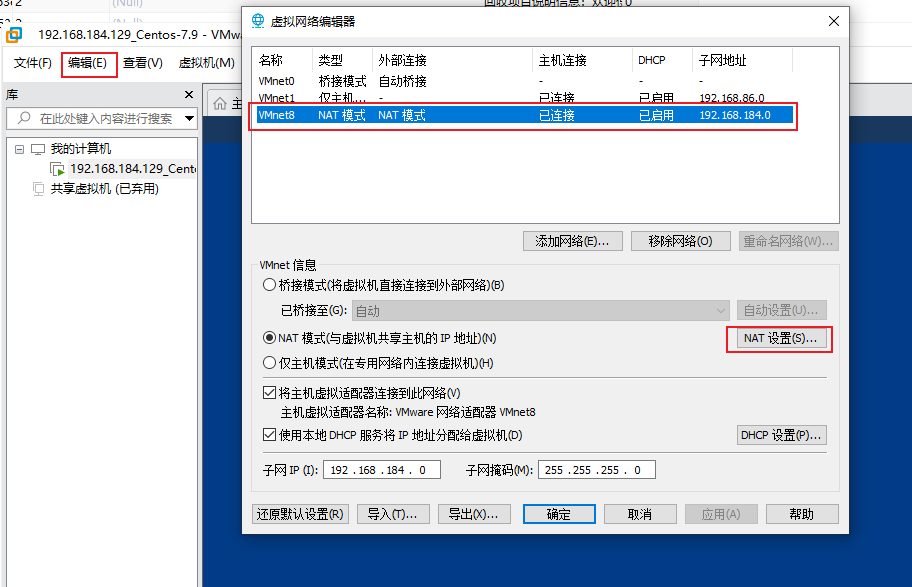 (Null)
回收项目说明信息：欢迎
192.168.184.129_Centos-7.9 - VMw
文件(F) 编辑(E) 查看(V) 虚拟机(M)
库
在此处键入内容进行搜索
我的计算机
192.168.184.129_Cento
共享虚拟机 (已弃用)
主
虚拟网络编辑器
名称 类型 外部连接 主机连接 DHCP 子网地址
VMnet0 桥接模式 自动桥接 - - -
VMnet1 仅主机... - 已连接 已启用 192.168.86.0
VMnet8 NAT 模式 NAT 模式 已连接 已启用 192.168.184.0
添加网络(E)... 移除网络(O) 重命名网络(W)...
VMnet 信息
桥接模式(将虚拟机直接连接到外部网络)(B)
已桥接至(G): 自动 自动设置(U)...
NAT 模式(与虚拟机共享主机的 IP 地址)(N) NAT 设置(S)...
仅主机模式(在专用网络内连接虚拟机)(H)
将主机虚拟适配器连接到此网络(V)
主机虚拟适配器名称: VMware 网络适配器 VMnet8
使用本地 DHCP 服务将 IP 地址分配给虚拟机(D) DHCP 设置(P)...
子网 IP (I): 192 .168 .184 . 0 子网掩码(M): 255 .255 .255 . 0
还原默认设置(R) 导入(T)... 导出(X)... 确定 取消 应用(A) 帮助